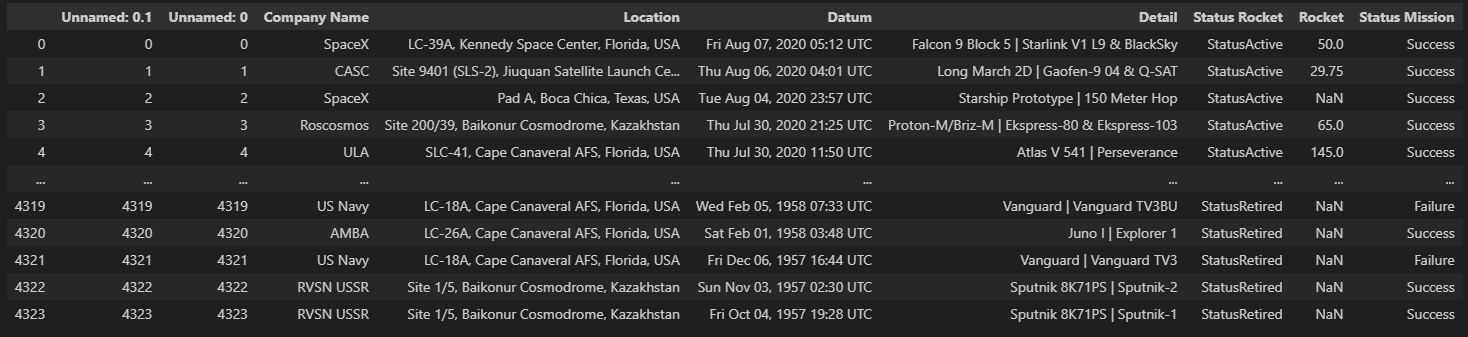 Unnamed: 0.1 Unnamed: 0 Company Name Location Datum Detail Status Rocket Rocket Status Mission
0 0 0 SpaceX LC-39A, Kennedy Space Center, Florida, USA Fri Aug 07, 2020 05:12 UTC Falcon 9 Block 5 | Starlink V1 L9 & BlackSky StatusActive 50.0 Success
1 1 1 CASC Site 9401 (SLS-2), Jiuquan Satellite Launch Ce... Thu Aug 06, 2020 04:01 UTC Long March 2D | Gaofen-9 04 & Q-SAT StatusActive 29.75 Success
2 2 2 SpaceX Pad A, Boca Chica, Texas, USA Tue Aug 04, 2020 23:57 UTC Starship Prototype | 150 Meter Hop StatusActive NaN Success
3 3 3 Roscosmos Site 200/39, Baikonur Cosmodrome, Kazakhstan Thu Jul 30, 2020 21:25 UTC Proton-M/Briz-M | Ekspress-80 & Ekspress-103 StatusActive 65.0 Success
4 4 4 ULA SLC-41, Cape Canaveral AFS, Florida, USA Thu Jul 30, 2020 11:50 UTC Atlas V 541 | Perseverance StatusActive 145.0 Success
... ... ... ... ... ... ... ... ... ...
4319 4319 4319 US Navy LC-18A, Cape Canaveral AFS, Florida, USA Wed Feb 05, 1958 07:33 UTC Vanguard | Vanguard TV3BU StatusRetired NaN Failure
4320 4320 4320 AMBA LC-26A, Cape Canaveral AFS, Florida, USA Sat Feb 01, 1958 03:48 UTC Juno I | Explorer 1 StatusRetired NaN Success
4321 4321 4321 US Navy LC-18A, Cape Canaveral AFS, Florida, USA Fri Dec 06, 1957 16:44 UTC Vanguard | Vanguard TV3 StatusRetired NaN Failure
4322 4322 4322 RVSN USSR Site 1/5, Baikonur Cosmodrome, Kazakhstan Sun Nov 03, 1957 02:30 UTC Sputnik 8K71PS | Sputnik-2 StatusRetired NaN Success
4323 4323 4323 RVSN USSR Site 1/5, Baikonur Cosmodrome, Kazakhstan Fri Oct 04, 1957 19:28 UTC Sputnik 8K71PS | Sputnik-1 StatusRetired NaN Success